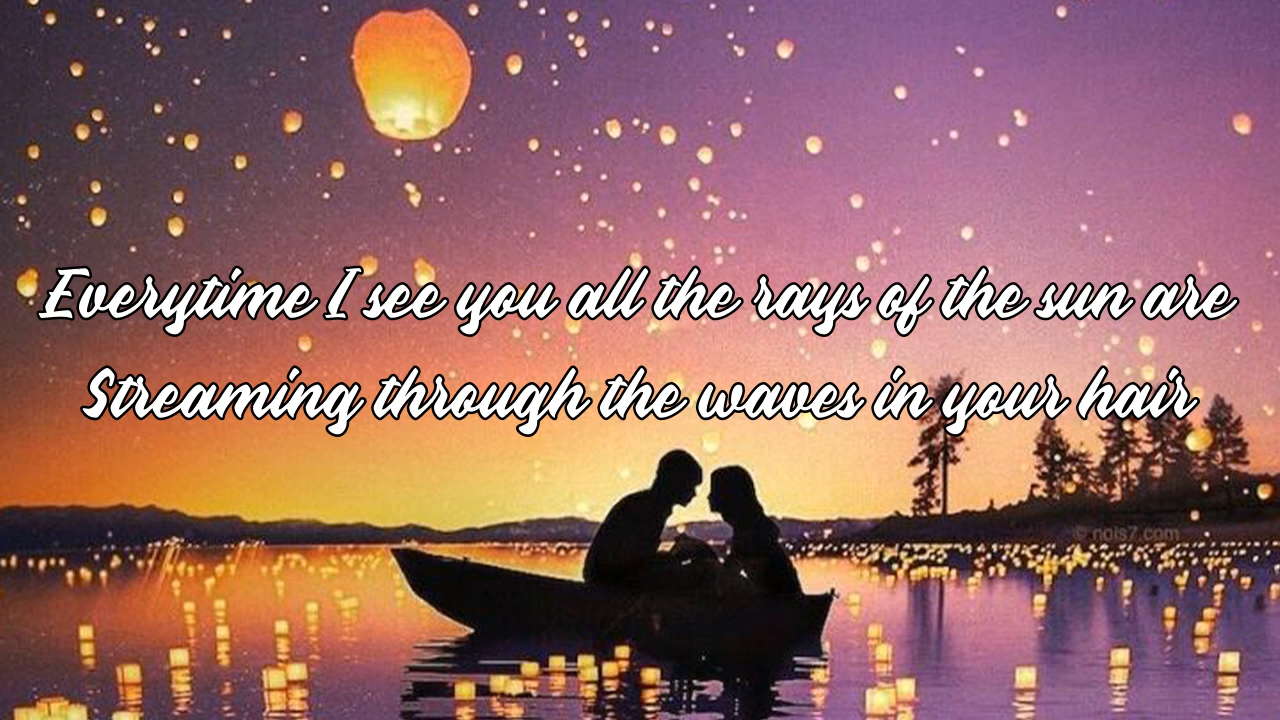 Everytime I see you all the rays of the sun are
Streaming through the waves in your hair
© nois7.com